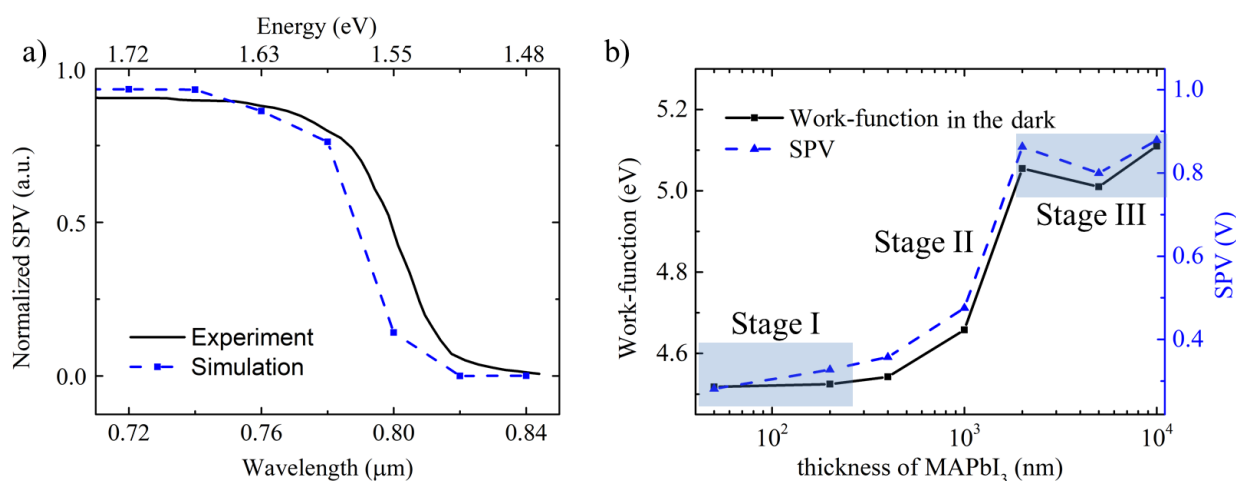 a)
Energy (eV)
1.72 1.63 1.55 1.48
1.0
0.5
0.0
Normalized SPV (a.u.)
Experiment
Simulation
0.72 0.76 0.80 0.84
Wavelength (μm)
b)
5.2
5.0
4.8
4.6
Work-function (eV)
Work-function in the dark
SPV
Stage I
Stage II
Stage III
1.0
0.8
0.6
0.4
SPV (V)
10² 10³ 10⁴
thickness of MAPbI₃ (nm)